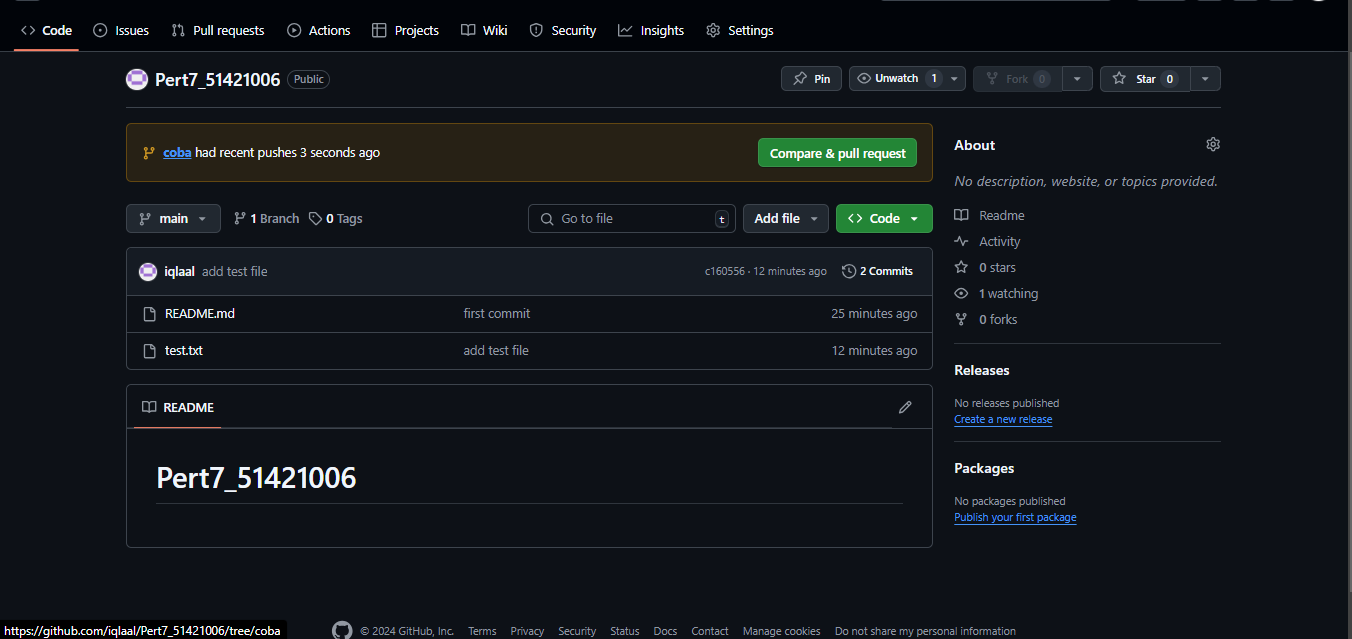 Code Issues Pull requests Actions Projects Wiki Security Insights Settings
Pert7_51421006 Public Pin Unwatch 1 Fork 0 Star 0
coba had recent pushes 3 seconds ago Compare & pull request
main 1 Branch 0 Tags Go to file t Add file Code
iqlaal add test file c160556 · 12 minutes ago 2 Commits
README.md first commit 25 minutes ago
test.txt add test file 12 minutes ago
README
Pert7_51421006
About
No description, website, or topics provided.
Readme
Activity
0 stars
1 watching
0 forks
Releases
No releases published
Create a new release
Packages
No packages published
Publish your first package
https://github.com/iqlaal/Pert7_51421006/tree/coba
© 2024 GitHub, Inc. Terms Privacy Security Status Docs Contact Manage cookies Do not share my personal information